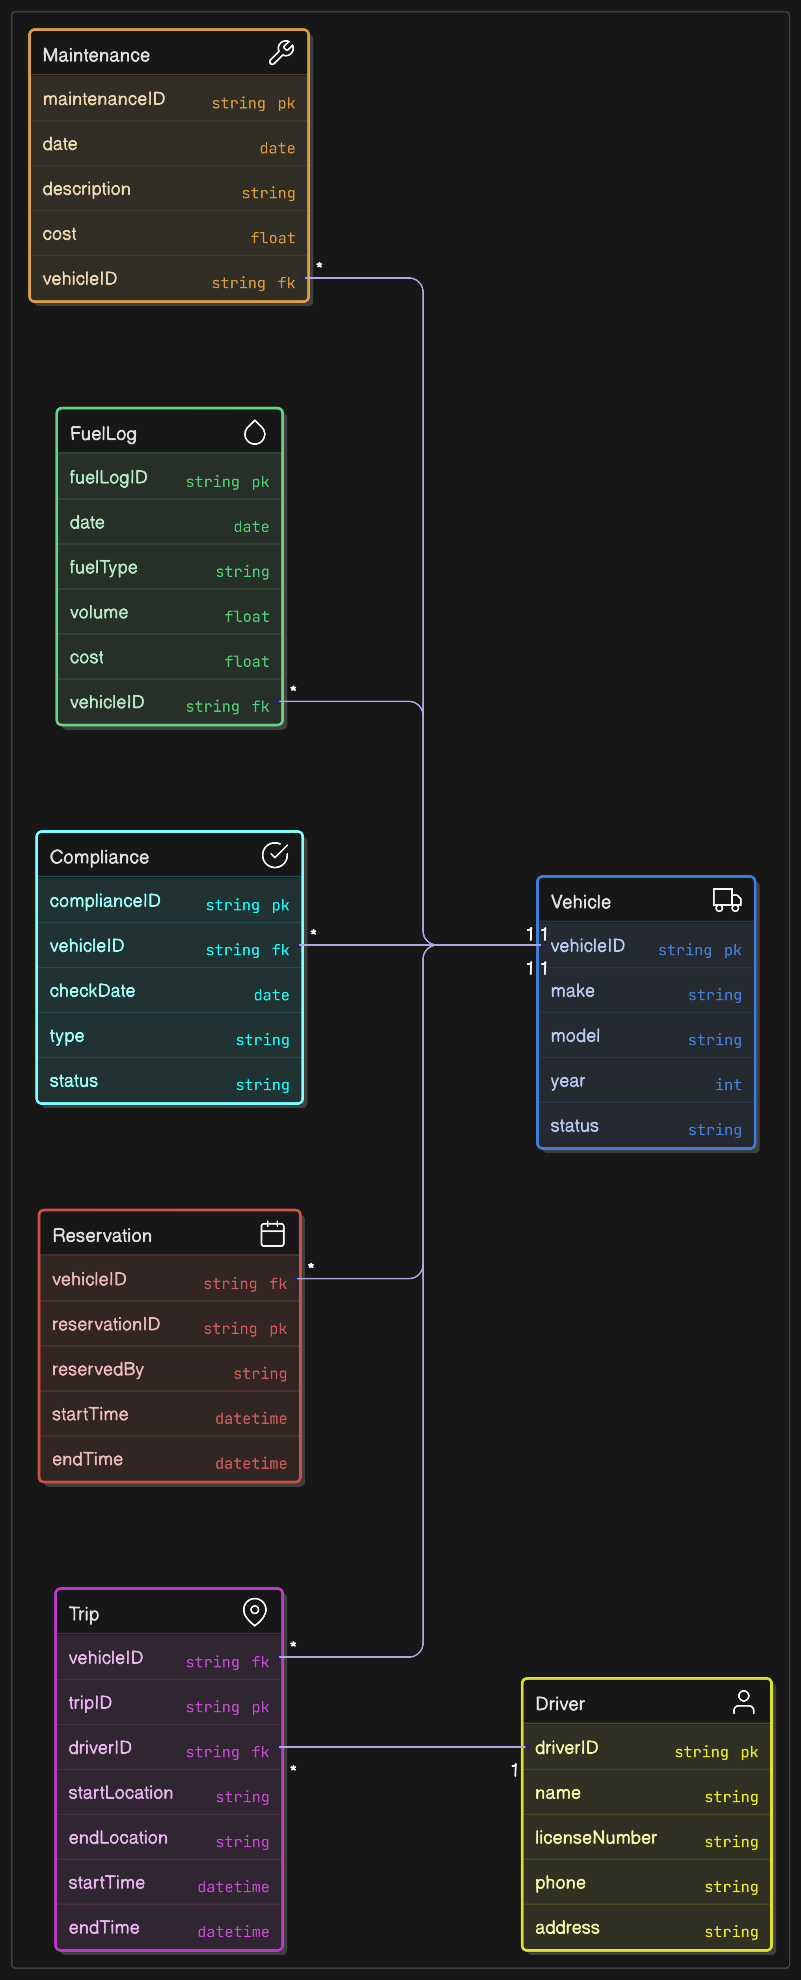 Maintenance
maintenanceID string pk
date date
description string
cost float
vehicleID string fk
*
FuelLog
fuelLogID string pk
date date
fuelType string
volume float
cost float
vehicleID string fk
*
Compliance
complianceID string pk
vehicleID string fk
*
checkDate date
type string
status string
Vehicle
11
vehicleID string pk
11
make string
model string
year int
status string
Reservation
vehicleID string fk
*
reservationID string pk
reservedBy string
startTime datetime
endTime datetime
Trip
vehicleID string fk
*
tripID string pk
driverID string fk
*
startLocation string
endLocation string
startTime datetime
endTime datetime
Driver
driverID string pk
1
name string
licenseNumber string
phone string
address string